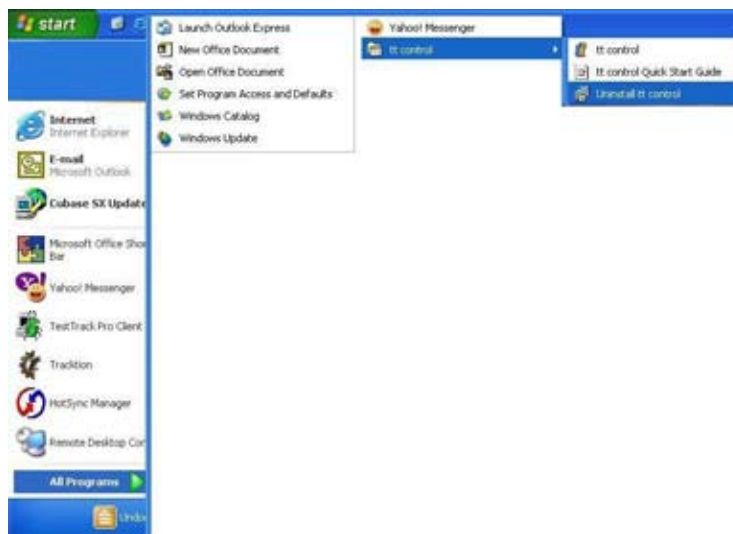 start
Launch Outlook Express
New Office Document
Open Office Document
Set Program Access and Defaults
Windows Catalog
Windows Update
Yahoo! Messenger
tt control
tt control
tt control Quick Start Guide
Uninstall tt control
Internet
Internet Explorer
E-mail
Microsoft Outlook
Cubase SX Update
Microsoft Office Shor
Bar
Yahoo! Messenger
TestTrack Pro Client
Tracktion
HotSync Manager
Remote Desktop Con
All Programs
Undo